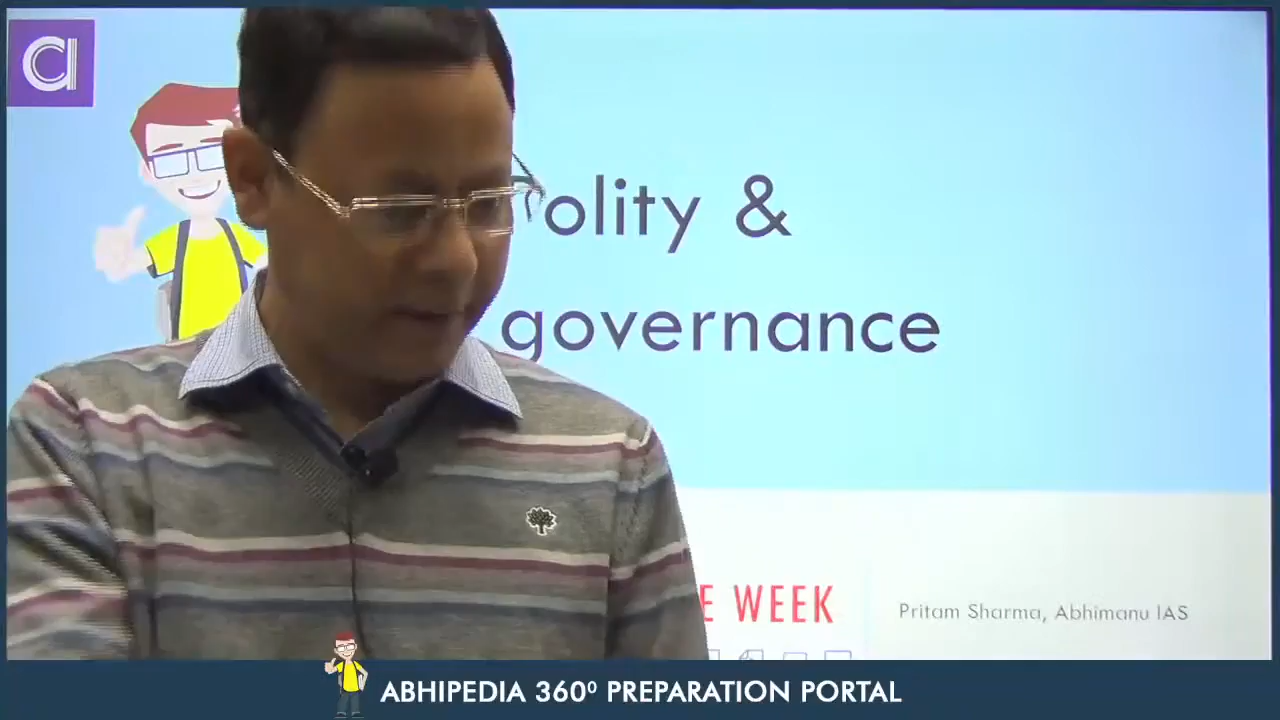 olity &
governance
E WEEK
Pritam Sharma, Abhimanu IAS
ABHIPEDIA 360⁰ PREPARATION PORTAL